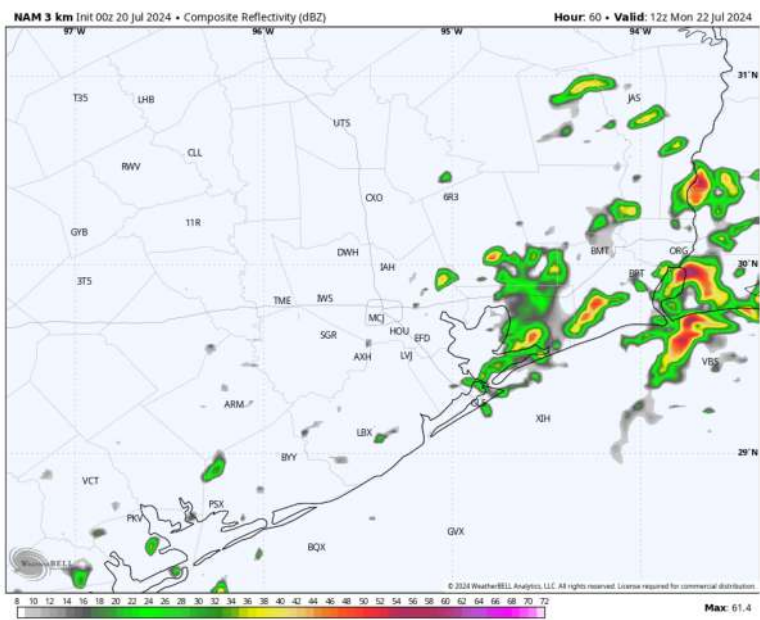 NAM 3 km Init 00z 20 Jul 2024 • Composite Reflectivity (dBZ) Hour: 60 • Valid: 12z Mon 22 Jul 2024
97°W 96°W 95°W 94°W
31°N
T35 LHB JAS
UTS
CLL
RWV
CXO 6R3
11R
GYB
DWH BMT ORG
30°N
IAH
3T5 BPT
TME IWS
MCJ
SGR HOU EFD
AXH LVJ VBS
ARM GLS
XIH
LBX
29°N
BYY
VCT
PSX
PKV
GVX
BQX
WeatherBELL
© 2024 WeatherBELL Analytics, LLC. All rights reserved. License required for commercial distribution.
8 10 12 14 16 18 20 22 24 26 28 30 32 34 36 38 40 42 44 46 48 50 52 54 56 58 60 62 64 66 68 70 72
Max: 61.4